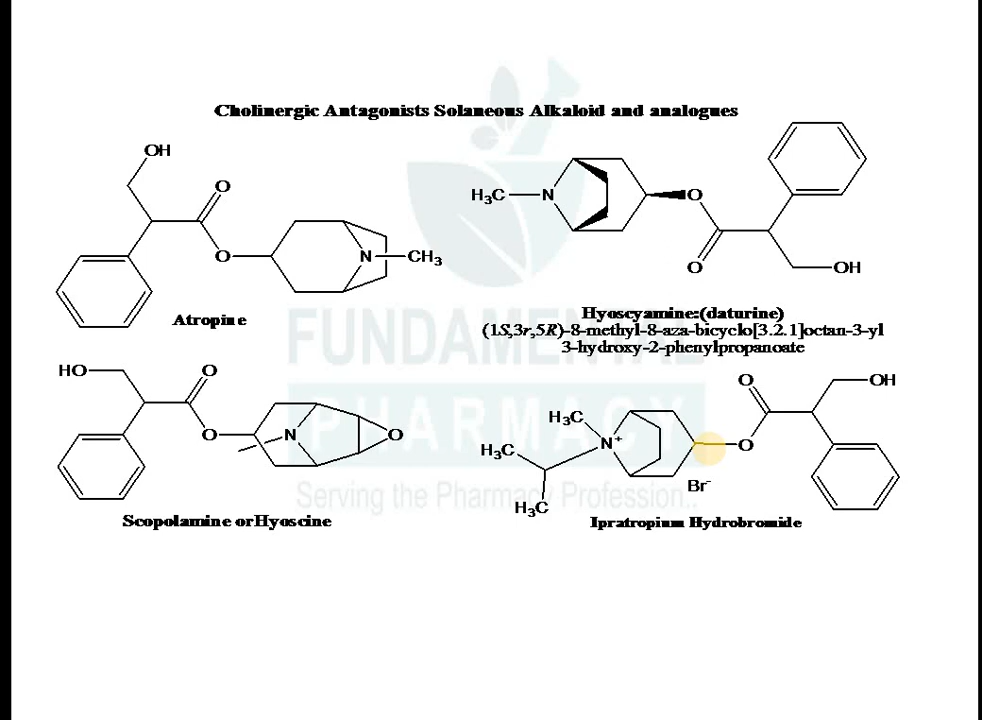 Cholinergic Antagonists Solaneous Alkaloid and analogues
OH
O
O
N
CH3
Atropine
H3C
N
O
O
OH
Hyoscyamine:(daturine)
(1S,3r,5R)-8-methyl-8-aza-bicyclo[3.2.1]octan-3-yl
3-hydroxy-2-phenylpropanoate
FUNDAMENTAL
PHARMACY
Serving the Pharmacy Profession..
HO
O
O
N
O
Scopolamine orHyoscine
H3C
H3C
N+
H3C
O
O
OH
Br-
Ipratropium Hydrobromide